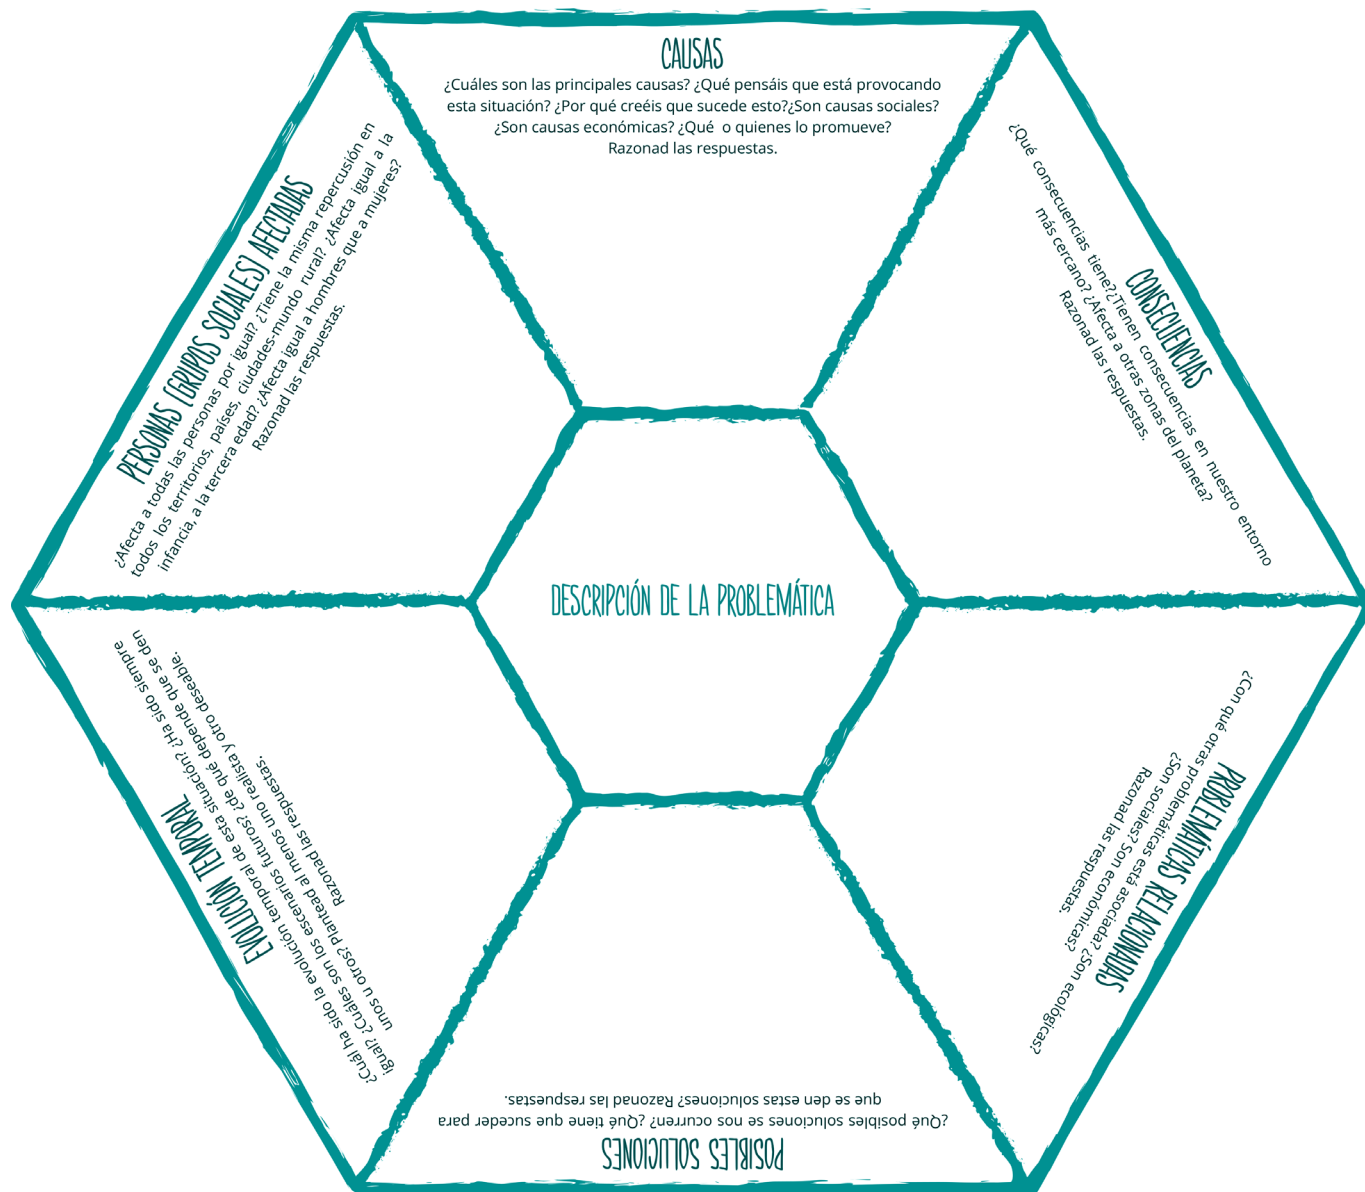 CAUSAS
¿Cuáles son las principales causas? ¿Qué pensáis que está provocando
esta situación? ¿Por qué creéis que sucede esto?¿Son causas sociales?
¿Son causas económicas? ¿Qué o quienes lo promueve?
Razonad las respuestas.
CONSECUENCIAS
¿Qué consecuencias tiene?¿Tienen consecuencias en nuestro entorno
más cercano? ¿Afecta a otras zonas del planeta?
Razonad las respuestas.
PROBLEMÁTICAS RELACIONADAS
¿Con qué otras problemáticas está asociada? ¿Son ecológicas?
¿Son sociales? Son económicas?
Razonad las respuestas.
POSIBLES SOLUCIONES
¿Qué posibles soluciones se nos ocurren? ¿Qué tiene que suceder para
que se den estas soluciones? Razonad las respuestas.
EVOLUCIÓN TEMPORAL
¿Cuál ha sido la evolución temporal de esta situación? ¿Ha sido siempre
igual? ¿Cuáles son los escenarios futuros? ¿de qué depende que se den
unos u otros? Plantead al menos uno realista y otro deseable.
Razonad las respuestas.
PERSONAS (GRUPOS SOCIALES) AFECTADAS
¿Afecta a todas las personas por igual? ¿Tiene la misma repercusión en
todos los territorios, países, ciudades-mundo rural? ¿Afecta igual a la
infancia, a la tercera edad? ¿Afecta igual a hombres que a mujeres?
Razonad las respuestas.
DESCRIPCIÓN DE LA PROBLEMÁTICA